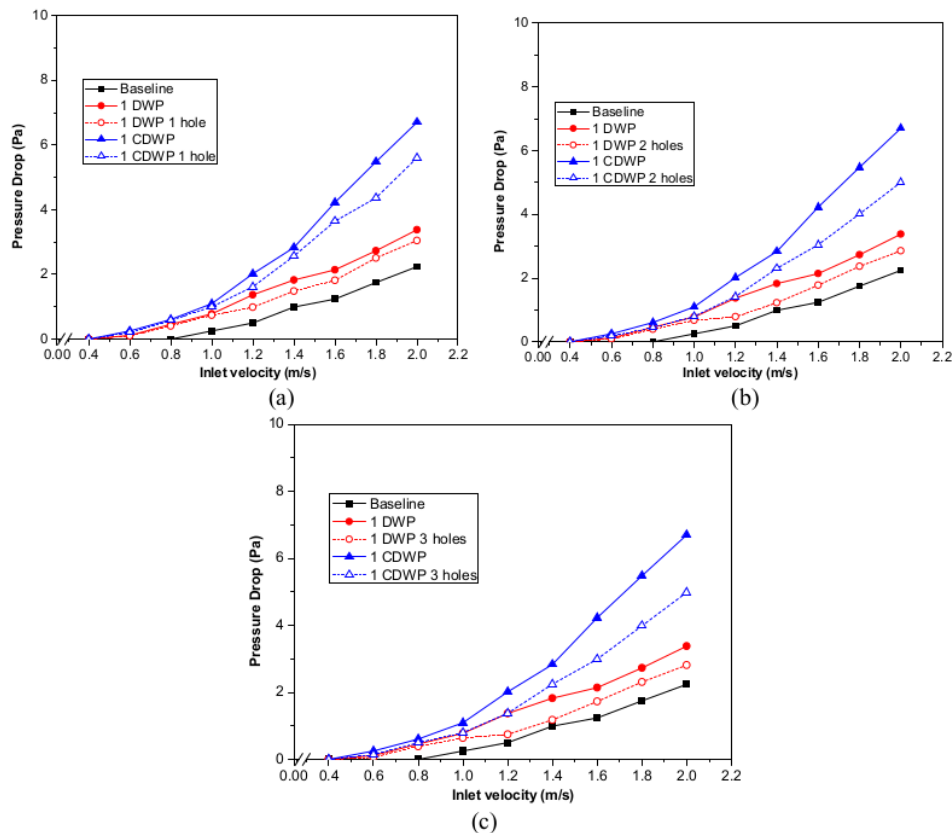 10
8
6
4
2
0
Pressure Drop (Pa)
Baseline
1 DWP
1 DWP 1 hole
1 CDWP
1 CDWP 1 hole
0.00 0.4 0.6 0.8 1.0 1.2 1.4 1.6 1.8 2.0 2.2
Inlet velocity (m/s)
(a)
10
8
6
4
2
0
Pressure Drop (Pa)
Baseline
1 DWP
1 DWP 2 holes
1 CDWP
1 CDWP 2 holes
0.00 0.4 0.6 0.8 1.0 1.2 1.4 1.6 1.8 2.0 2.2
Inlet velocity (m/s)
(b)
10
8
6
4
2
0
Pressure Drop (Pa)
Baseline
1 DWP
1 DWP 3 holes
1 CDWP
1 CDWP 3 holes
0.00 0.4 0.6 0.8 1.0 1.2 1.4 1.6 1.8 2.0 2.2
Inlet velocity (m/s)
(c)